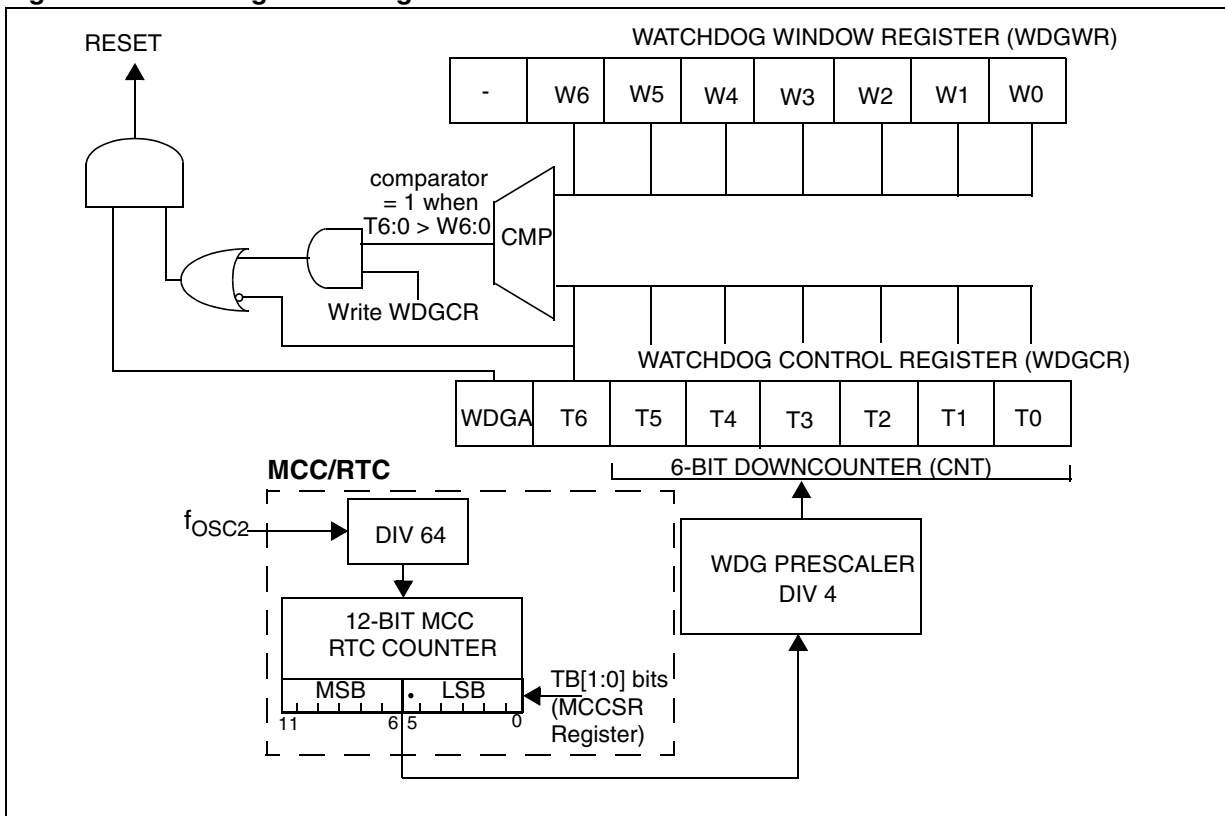 RESET
WATCHDOG WINDOW REGISTER (WDGWR)
- W6 W5 W4 W3 W2 W1 W0
comparator
= 1 when
T6:0 > W6:0
CMP
Write WDGCR
WATCHDOG CONTROL REGISTER (WDGCR)
WDGA T6 T5 T4 T3 T2 T1 T0
6-BIT DOWNCOUNTER (CNT)
MCC/RTC
fOSC2
DIV 64
WDG PRESCALER
DIV 4
12-BIT MCC
RTC COUNTER
MSB LSB
11 6 5 0
TB[1:0] bits
(MCCSR
Register)